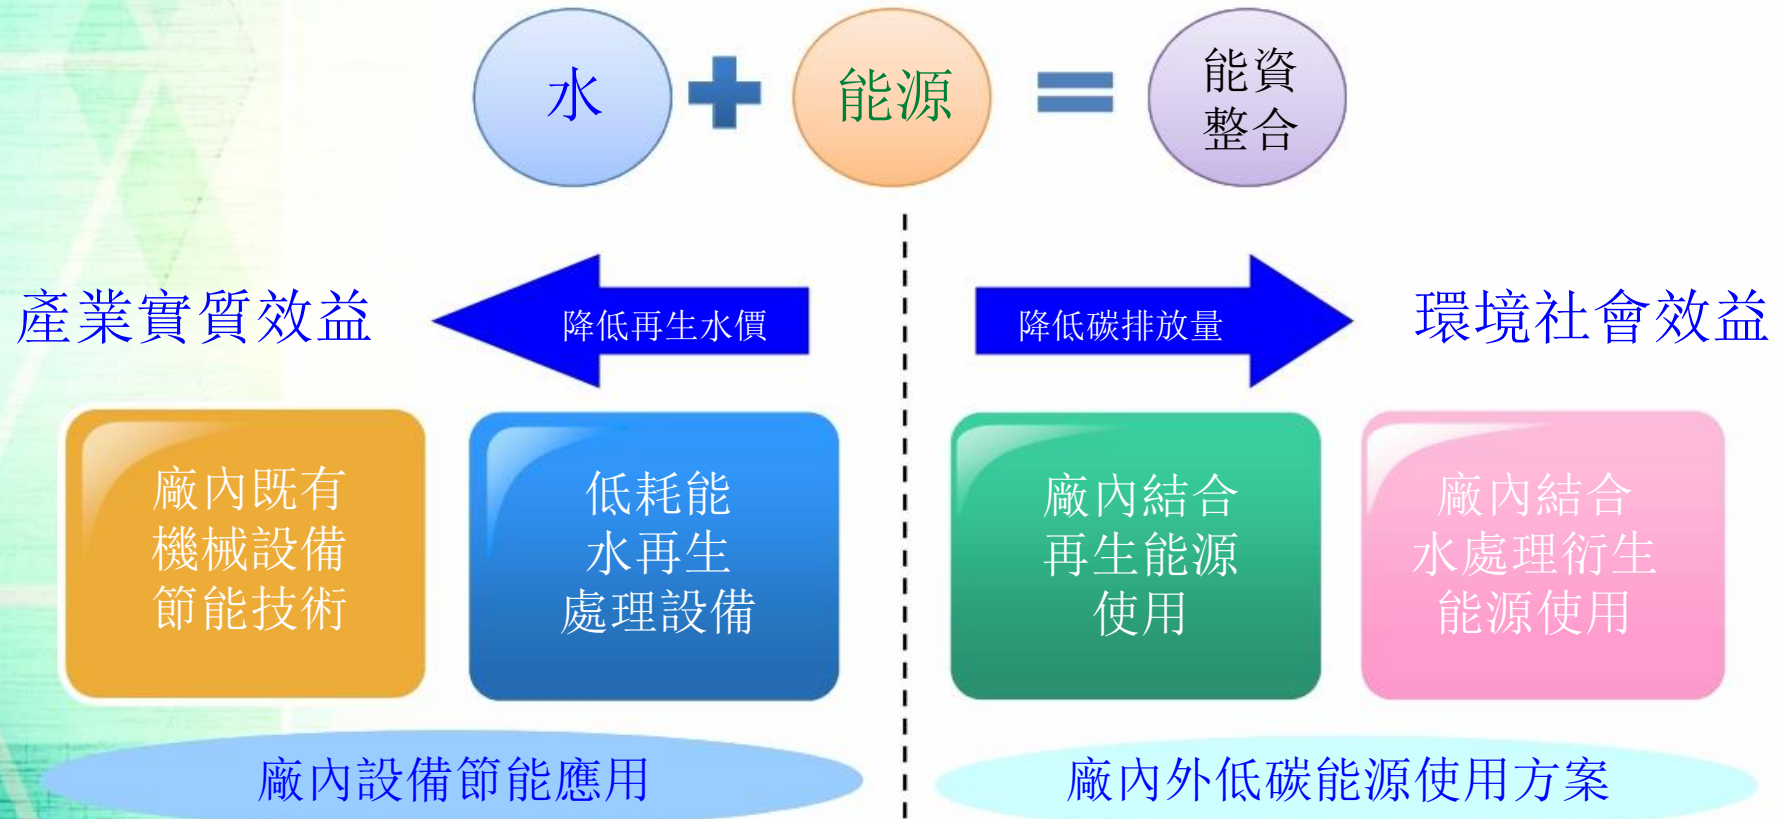 水
能源
能資
整合
產業實質效益
降低再生水價
降低碳排放量
環境社會效益
廠內既有
機械設備
節能技術
低耗能
水再生
處理設備
廠內結合
再生能源
使用
廠內結合
水處理衍生
能源使用
廠內設備節能應用
廠內外低碳能源使用方案